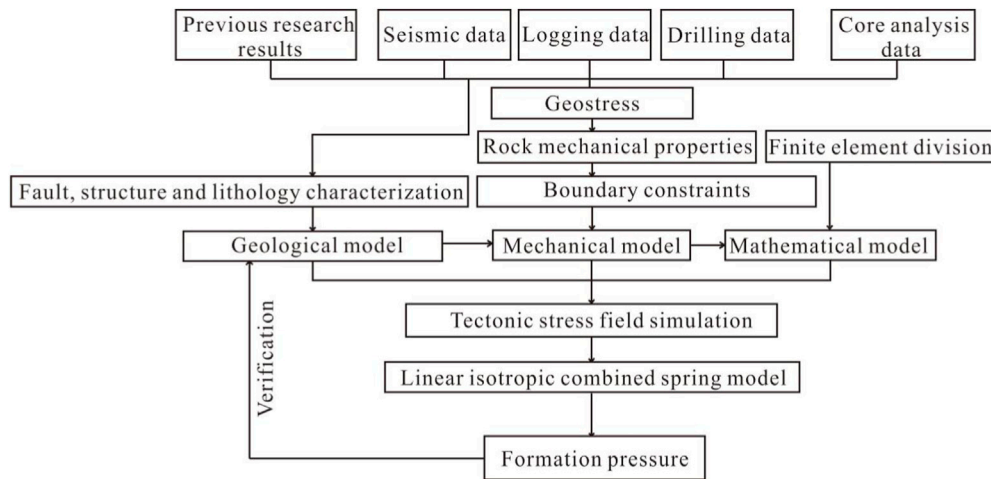 Previous research
results
Seismic data
Logging data
Drilling data
Core analysis
data
Geostress
Rock mechanical properties
Finite element division
Fault, structure and lithology characterization
Boundary constraints
Geological model
Mechanical model
Mathematical model
Tectonic stress field simulation
Verification
Linear isotropic combined spring model
Formation pressure